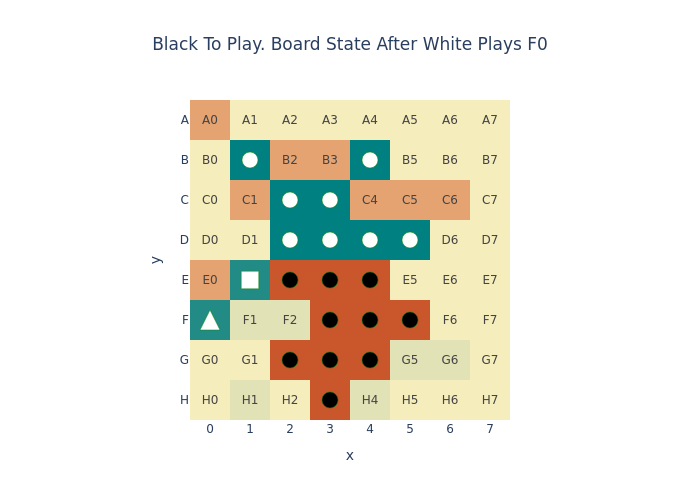 Black To Play. Board State After White Plays F0
A A0 A1 A2 A3 A4 A5 A6 A7
B B0 B2 B3 B5 B6 B7
C C0 C1 C4 C5 C6 C7
D D0 D1 D6 D7
E E0 E5 E6 E7
F F1 F2 F6 F7
G G0 G1 G5 G6 G7
H H0 H1 H2 H4 H5 H6 H7
0 1 2 3 4 5 6 7
x
y